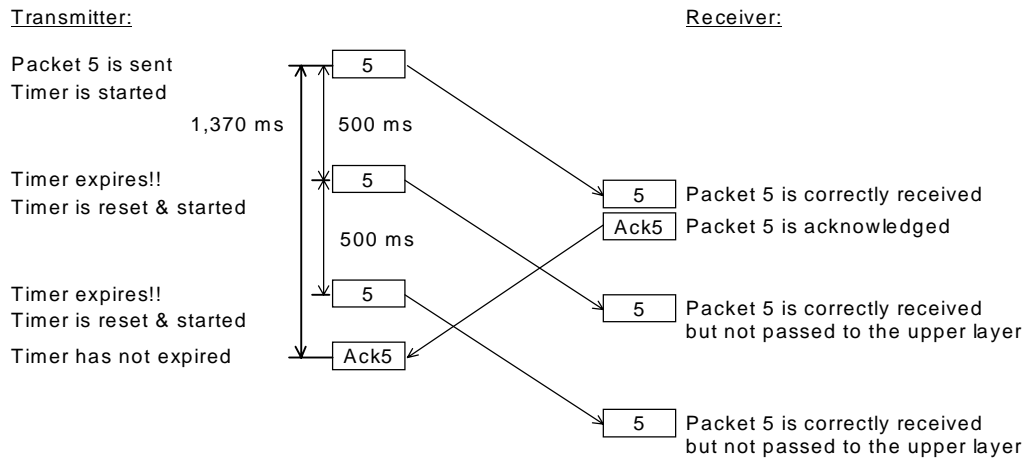 Transmitter:
Receiver:
Packet 5 is sent
Timer is started
5
1,370 ms
500 ms
Timer expires!!
Timer is reset & started
5
5
Packet 5 is correctly received
Ack5
Packet 5 is acknowledged
500 ms
Timer expires!!
Timer is reset & started
5
5
Packet 5 is correctly received
but not passed to the upper layer
Timer has not expired
Ack5
5
Packet 5 is correctly received
but not passed to the upper layer